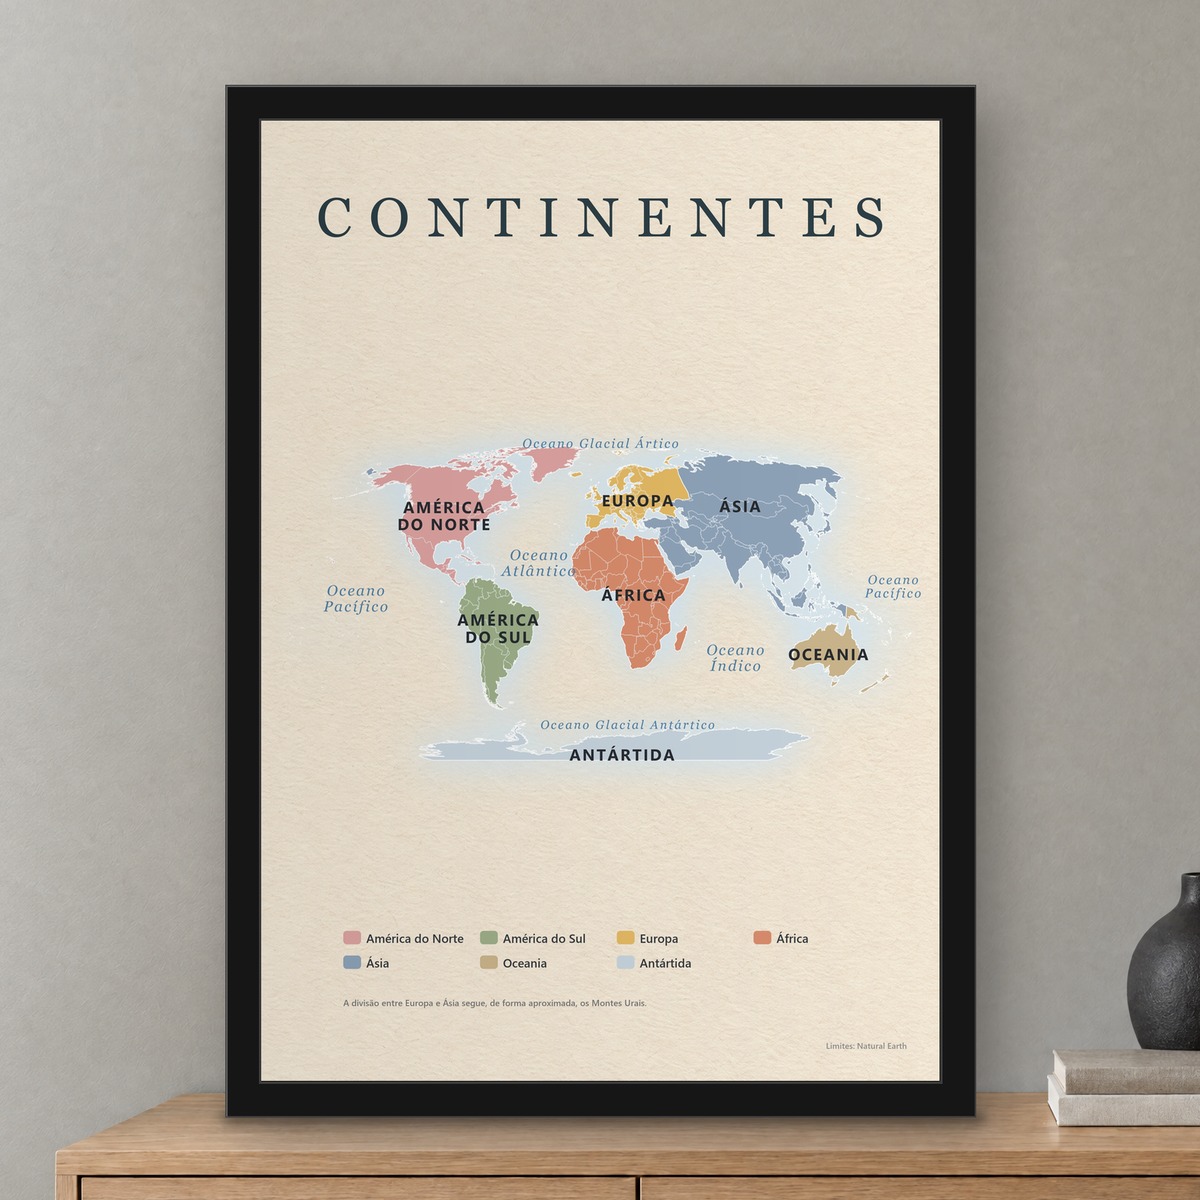 CONTINENTES
Oceano Glacial Ártico
AMÉRICA
DO NORTE
EUROPA
ÁSIA
Oceano
Atlântico
Oceano
Pacífico
ÁFRICA
Oceano
Pacífico
AMÉRICA
DO SUL
Oceano
Índico
OCEANIA
Oceano Glacial Antártico
ANTÁRTIDA
América do Norte
América do Sul
Europa
África
Ásia
Oceania
Antártida
A divisão entre Europa e Ásia segue, de forma aproximada, os Montes Urais.
Limites: Natural Earth